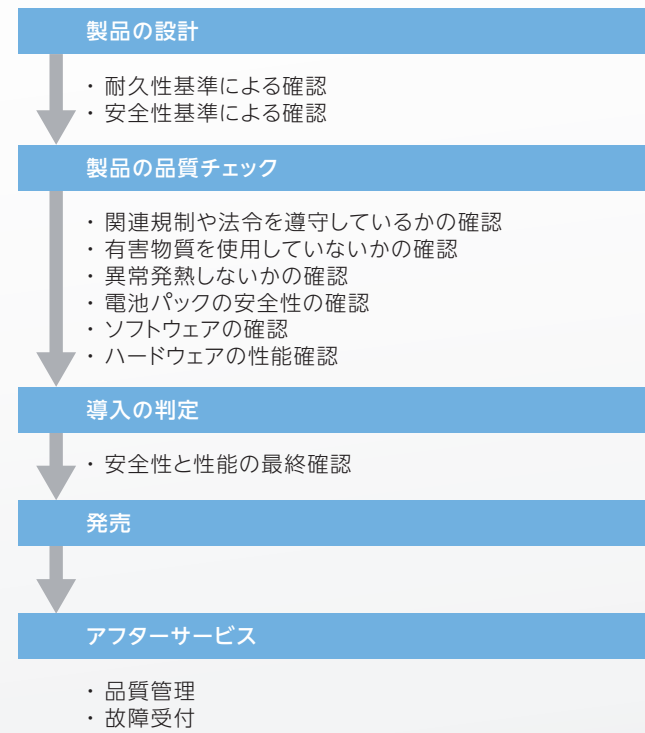 製品の設計
・ 耐久性基準による確認
・ 安全性基準による確認
製品の品質チェック
・ 関連規制や法令を遵守しているかの確認
・ 有害物質を使用していないかの確認
・ 異常発熱しないかの確認
・ 電池パックの安全性の確認
・ ソフトウェアの確認
・ ハードウェアの性能確認
導入の判定
・ 安全性と性能の最終確認
発売
アフターサービス
・ 品質管理
・ 故障受付